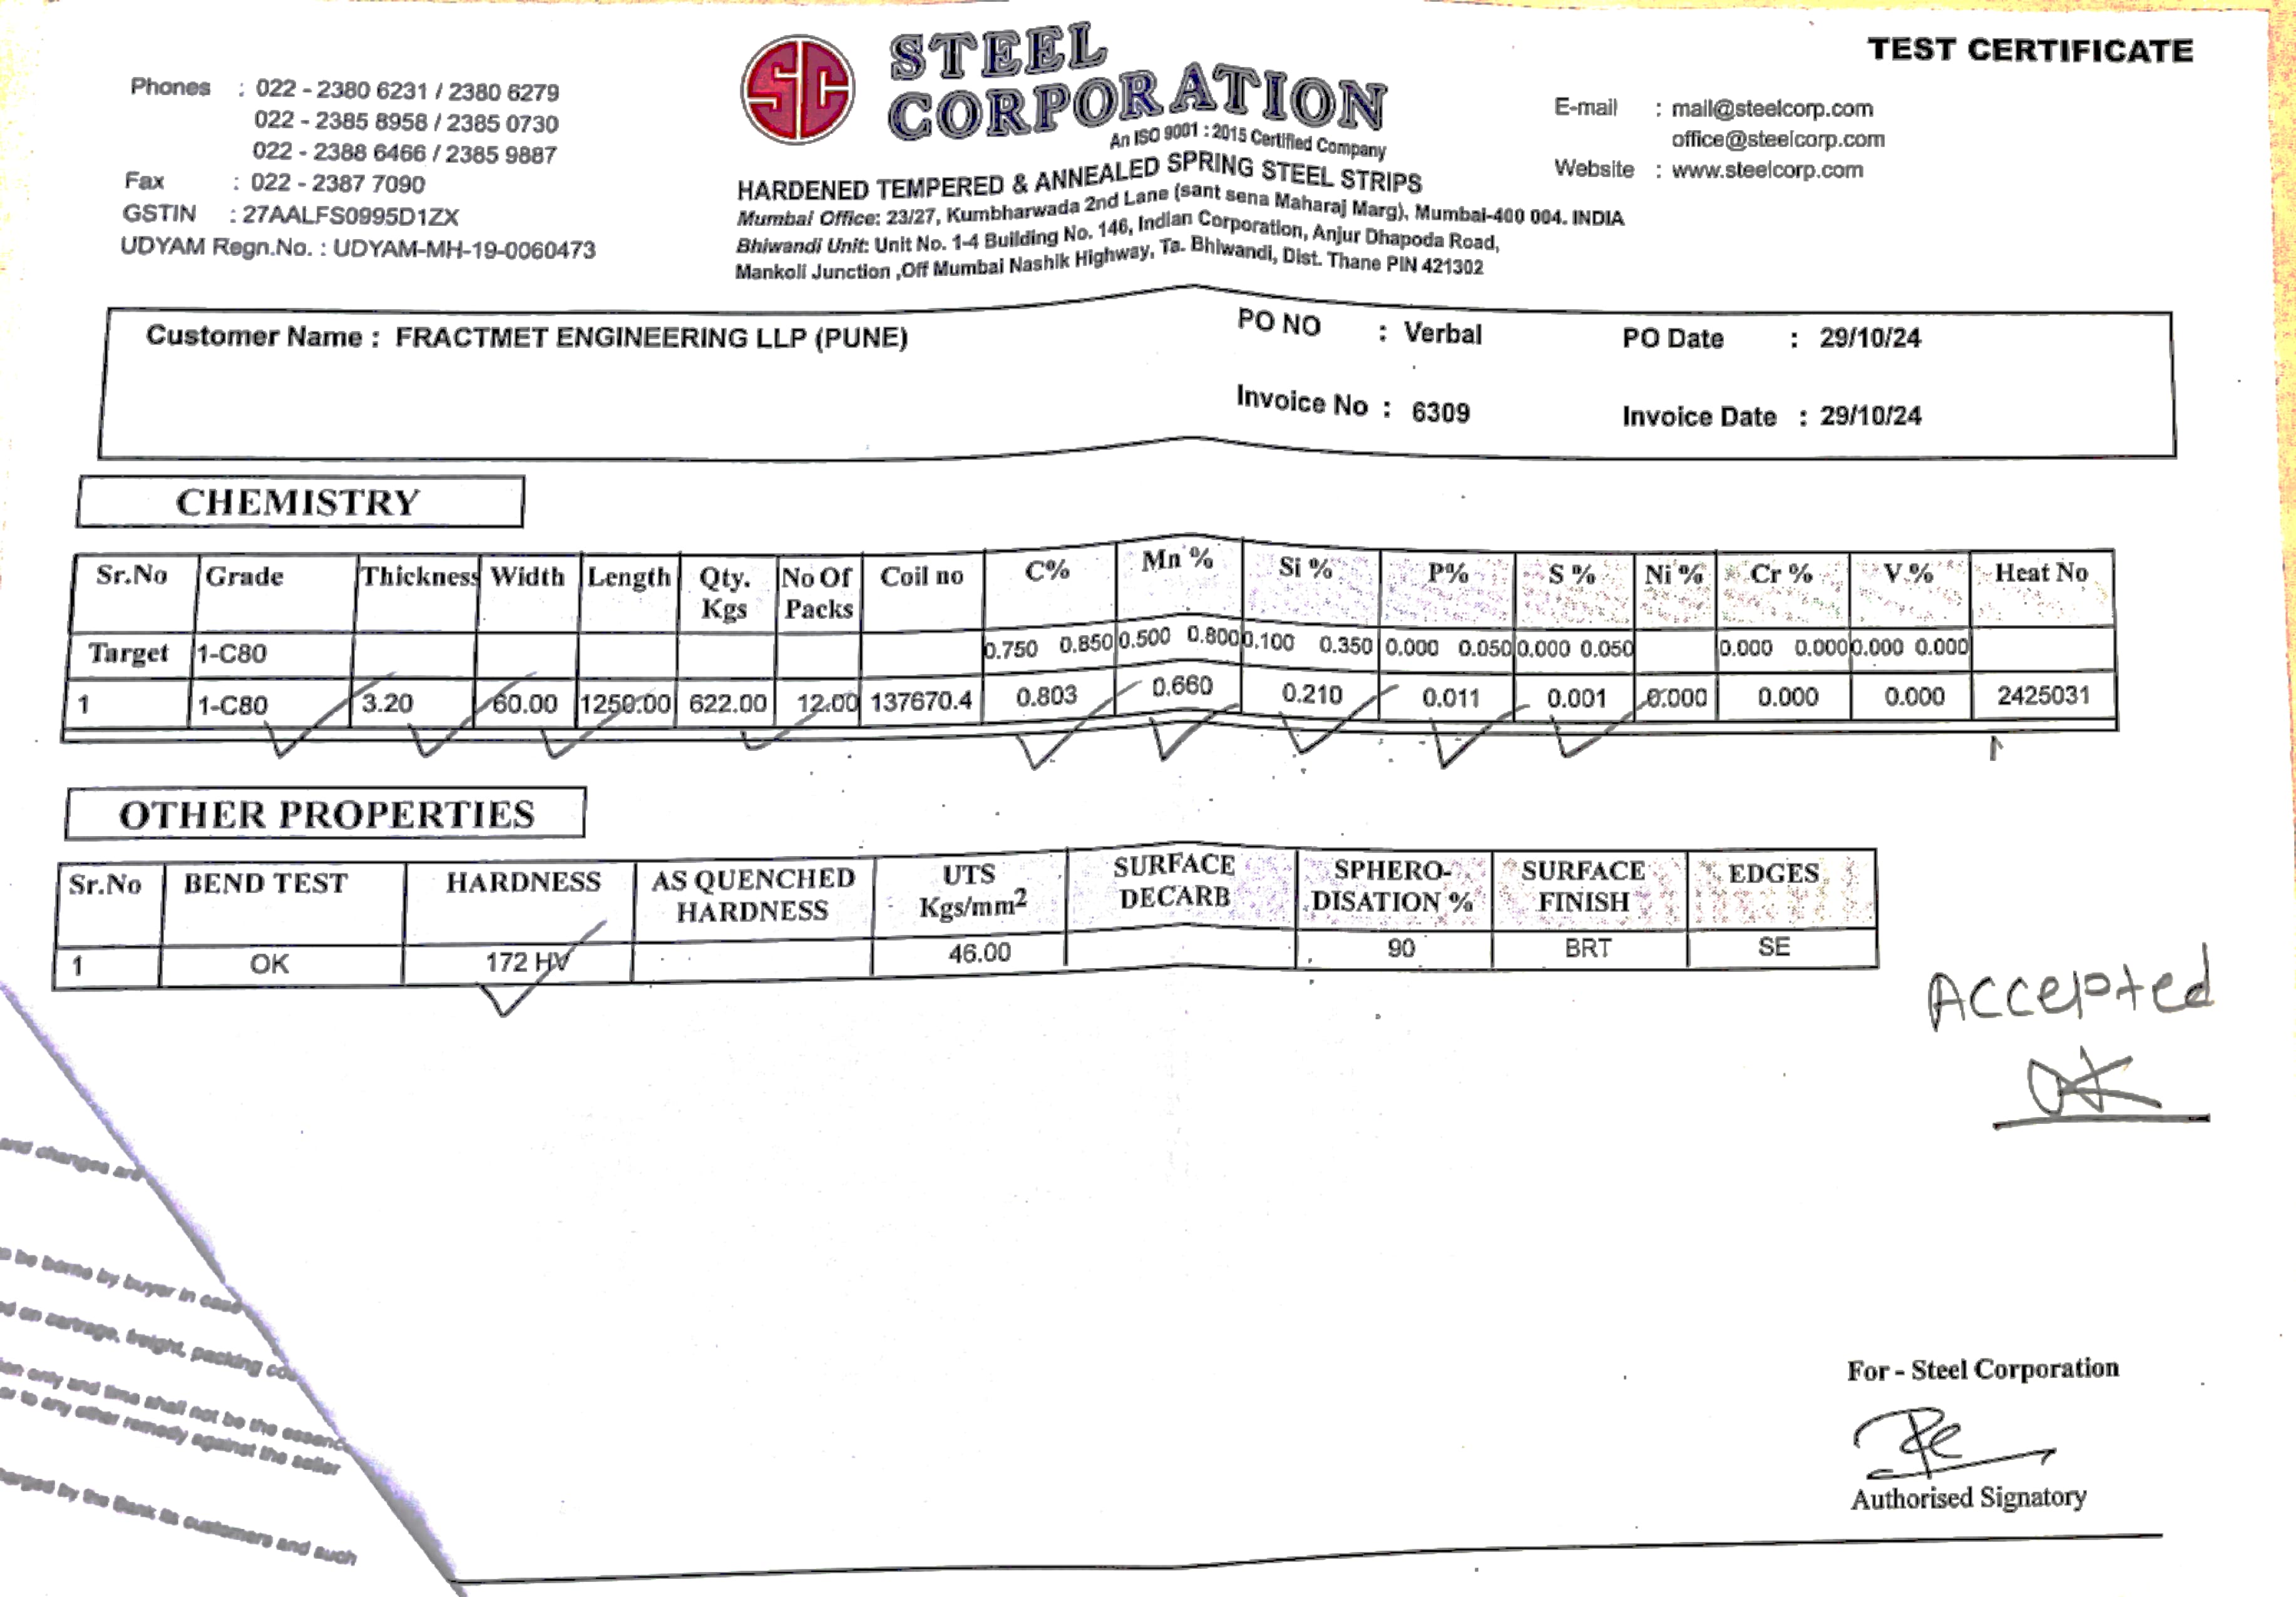 TEST CERTIFICATE
Phones : 022 - 2380 6231 / 2380 6279
022 - 2385 8958 / 2385 0730
022 - 2388 6466 / 2385 9887
Fax : 022 - 2387 7090
GSTIN : 27AALFS0995D1ZX
UDYAM Regn.No. : UDYAM-MH-19-0060473
SC
STEEL
CORPORATION
An ISO 9001 : 2015 Certified Company
HARDENED TEMPERED & ANNEALED SPRING STEEL STRIPS
Mumbai Office: 23/27, Kumbharwada 2nd Lane (sant sena Maharaj Marg), Mumbai-400 004. INDIA
Bhiwandi Unit: Unit No. 1-4 Building No. 146, Indian Corporation, Anjur Dhapoda Road,
Mankoli Junction ,Off Mumbai Nashik Highway, Ta. Bhiwandi, Dist. Thane PIN 421302
E-mail : mail@steelcorp.com
office@steelcorp.com
Website : www.steelcorp.com
Customer Name : FRACTMET ENGINEERING LLP (PUNE)
PO NO : Verbal PO Date : 29/10/24
Invoice No : 6309 Invoice Date : 29/10/24
CHEMISTRY
Sr.No Grade Thickness Width Length Qty. Kgs No Of Packs Coil no C% Mn % Si % P% S % Ni % Cr % V % Heat No
Target 1-C80 0.750 0.850 0.500 0.800 0.100 0.350 0.000 0.050 0.000 0.050 0.000 0.000 0.000 0.000
1 1-C80 3.20 60.00 1250.00 622.00 12.00 137670.4 0.803 0.660 0.210 0.011 0.001 0.000 0.000 0.000 2425031
OTHER PROPERTIES
Sr.No BEND TEST HARDNESS AS QUENCHED HARDNESS UTS Kgs/mm2 SURFACE DECARB SPHERO-DISATION % SURFACE FINISH EDGES
1 OK 172 HV 46.00 90 BRT SE
Accepted
and changes are
be borne by buyer in case
on cartrage, freight, packing
only and time shall not be the essence
or to any other remedy against the seller
charged by the Bank its customers and such
For - Steel Corporation
Authorised Signatory